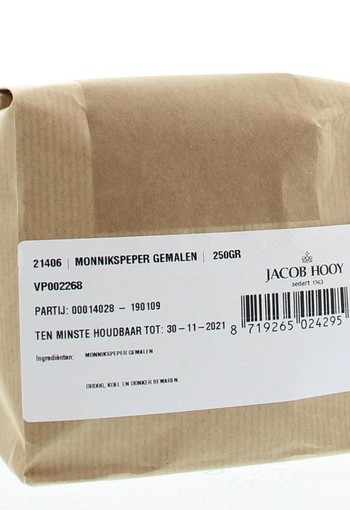 21406 | MONNIKSPEPER GEMALEN | 250GR
VP002268
JACOB HOOY
sedert 1743
PARTIJ: 00014028 - 190109
TEN MINSTE HOUDBAAR TOT: 30-11-2021
8 719265 024295
Ingrediënten: MONNIKSPEPER GEMALEN
DROOG, KOEL EN DONKER BEWAREN.